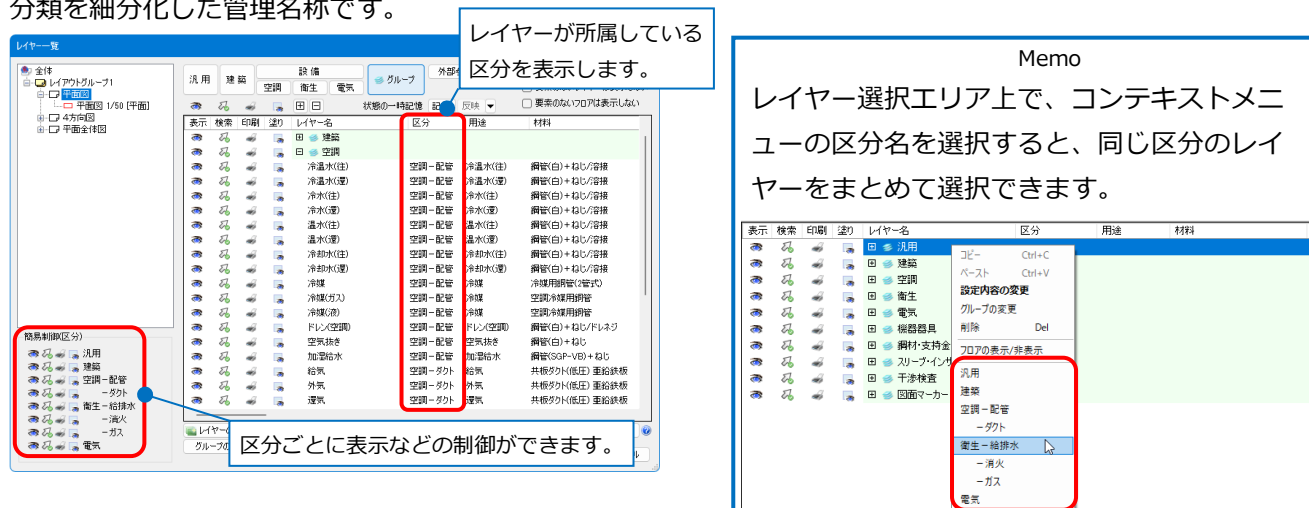 分類を細分化した管理名称です。
レイヤーが所属している
区分を表示します。
レイヤー一覧
全体
レイアウトグループ1
平面図
平面図 1/50 [平面]
4方向図
平面全体図
汎用 建築 設備 グループ
空調 衛生 電気
状態の一時記憶 反映
要素のないフロアは表示しない
表示 検索 印刷 塗り レイヤー名 区分 用途 材料
建築
空調
冷温水(往) 空調-配管 冷温水(往) 鋼管(白)+ねじ/溶接
冷温水(還) 空調-配管 冷温水(還) 鋼管(白)+ねじ/溶接
冷水(往) 空調-配管 冷水(往) 鋼管(白)+ねじ/溶接
冷水(還) 空調-配管 冷水(還) 鋼管(白)+ねじ/溶接
温水(往) 空調-配管 温水(往) 鋼管(白)+ねじ/溶接
温水(還) 空調-配管 温水(還) 鋼管(白)+ねじ/溶接
冷却水(往) 空調-配管 冷却水(往) 鋼管(白)+ねじ/溶接
冷却水(還) 空調-配管 冷却水(還) 鋼管(白)+ねじ/溶接
冷媒 空調-配管 冷媒 冷媒用銅管(2管式)
冷媒(ガス) 空調-配管 冷媒 空調冷媒用銅管
冷媒(液) 空調-配管 冷媒 空調冷媒用銅管
ドレン(空調) 空調-配管 ドレン(空調) 鋼管(白)+ねじ/ドレネジ
空気抜き 空調-配管 空気抜き 鋼管(白)+ねじ
加湿給水 空調-配管 加湿給水 鋼管(SGP-VB)+ねじ
給気 空調-ダクト 給気 共板ダクト(低圧) 亜鉛鉄板
外気 空調-ダクト 外気 共板ダクト(低圧) 亜鉛鉄板
還気 空調-ダクト 還気 共板ダクト(低圧) 亜鉛鉄板
簡易制御(区分)
汎用
建築
空調-配管
-ダクト
衛生-給排水
-消火
-ガス
電気
区分ごとに表示などの制御ができます。
Memo
レイヤー選択エリア上で、コンテキストメニ
ューの区分名を選択すると、同じ区分のレイ
ヤーをまとめて選択できます。
表示 検索 印刷 塗り レイヤー名 区分 用途 材料
汎用
建築
空調
衛生
電気
機器器具
鋼材・支持金
スリーブ・インサ
干渉検査
図面マーカー
コピー Ctrl+C
ペースト Ctrl+V
設定内容の変更
グループの変更
削除 Del
フロアの表示/非表示
汎用
建築
空調-配管
-ダクト
衛生-給排水
-消火
-ガス
電気